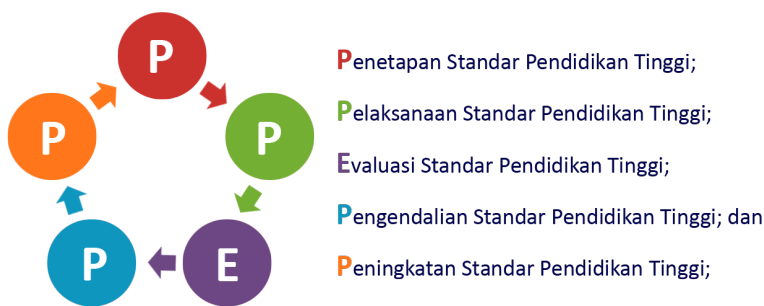 P
P
E
P
P
Penetapan Standar Pendidikan Tinggi;
Pelaksanaan Standar Pendidikan Tinggi;
Evaluasi Standar Pendidikan Tinggi;
Pengendalian Standar Pendidikan Tinggi; dan
Peningkatan Standar Pendidikan Tinggi;